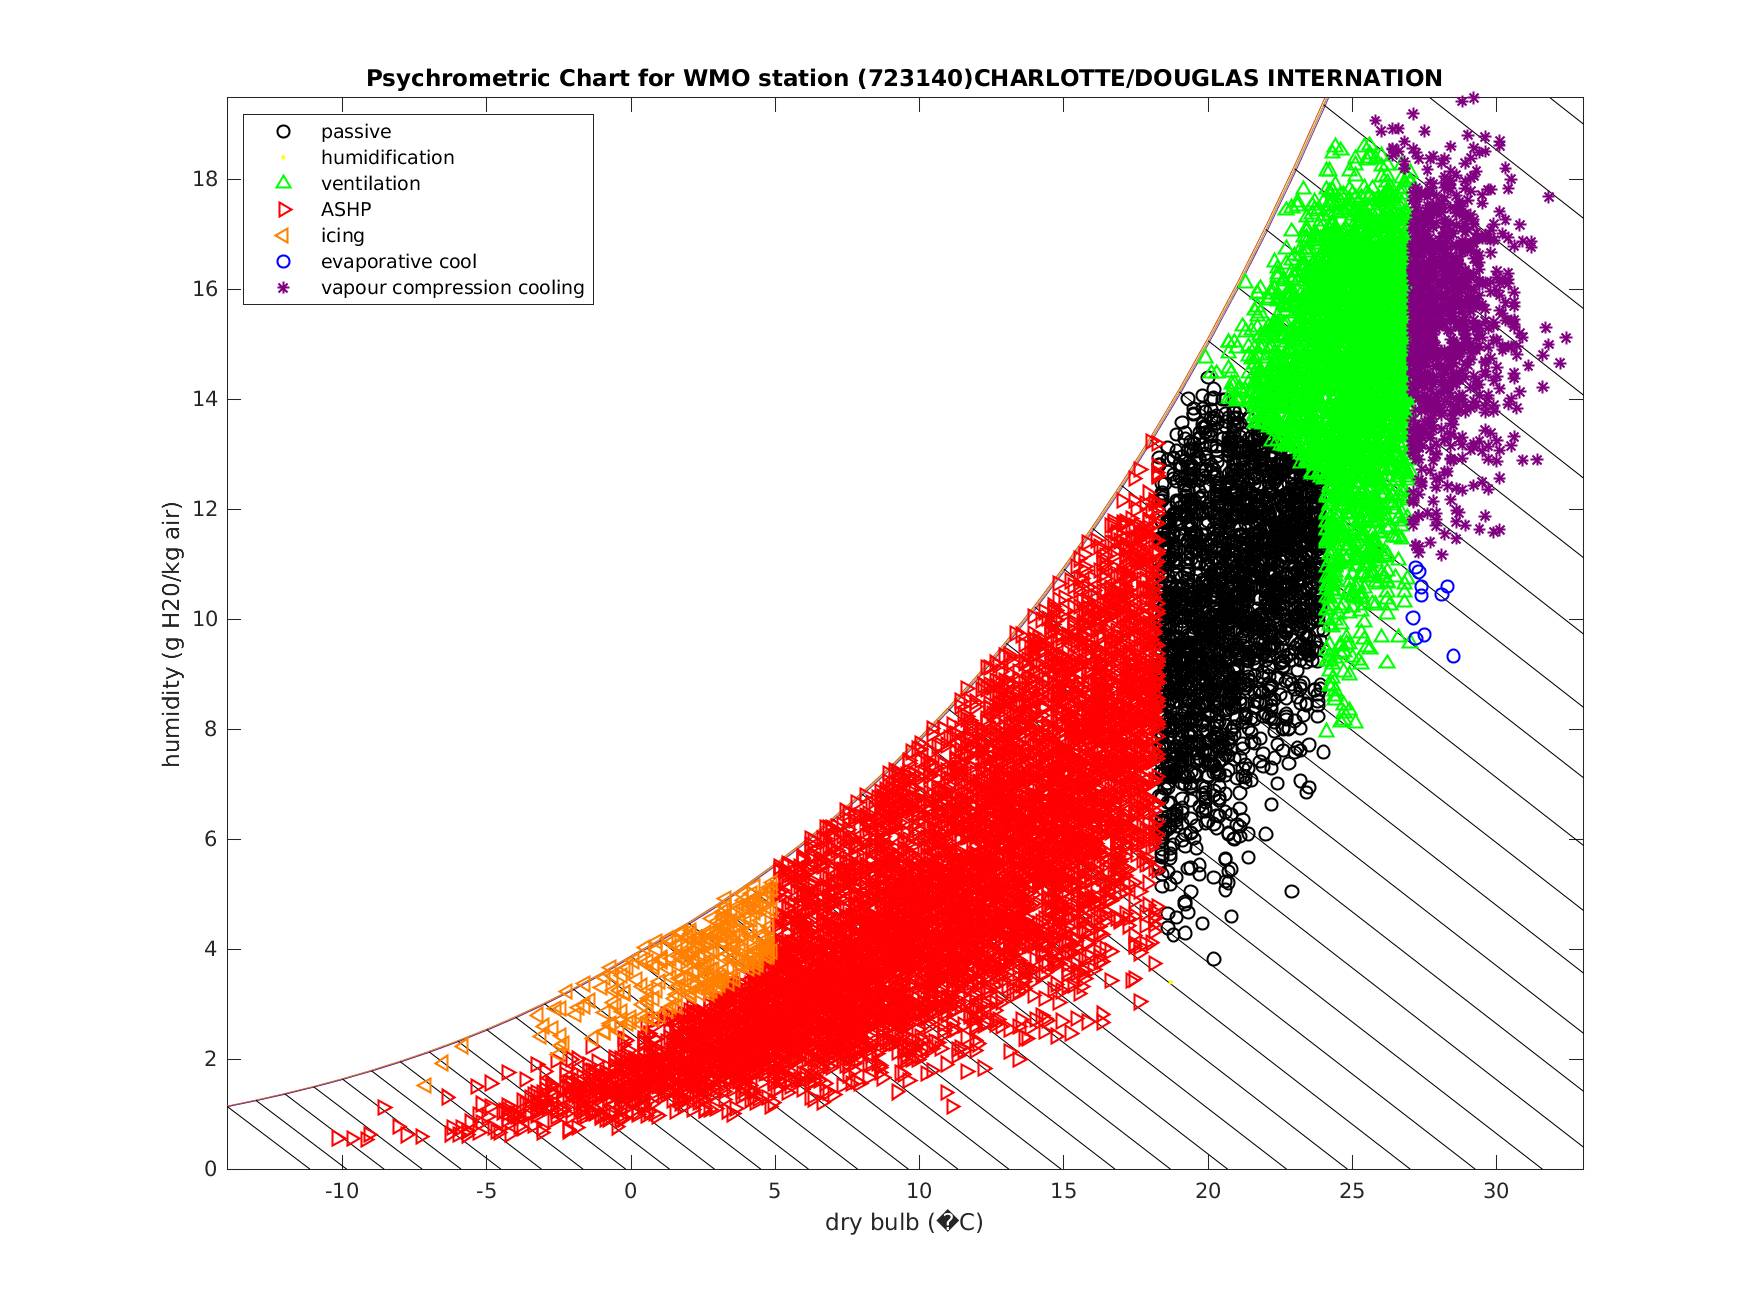 Psychrometric Chart for WMO station (723140)CHARLOTTE/DOUGLAS INTERNATION
passive
humidification
ventilation
ASHP
icing
evaporative cool
vapour compression cooling
humidity (g H20/kg air)
18
16
14
12
10
8
6
4
2
0
-10 -5 0 5 10 15 20 25 30
dry bulb (�C)